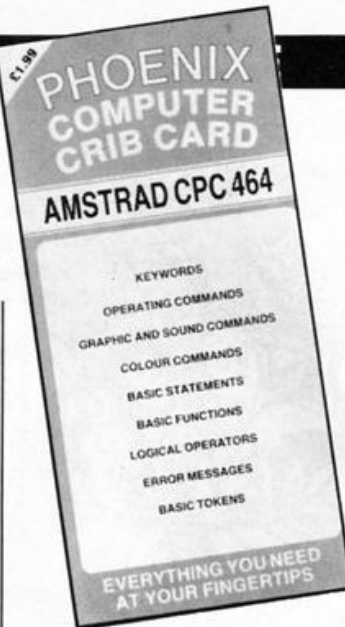 £1.99
PHOENIX
COMPUTER
CRIB CARD
AMSTRAD CPC 464
KEYWORDS
OPERATING COMMANDS
GRAPHIC AND SOUND COMMANDS
COLOUR COMMANDS
BASIC STATEMENTS
BASIC FUNCTIONS
LOGICAL OPERATORS
ERROR MESSAGES
BASIC TOKENS
EVERYTHING YOU NEED
AT YOUR FINGERTIPS